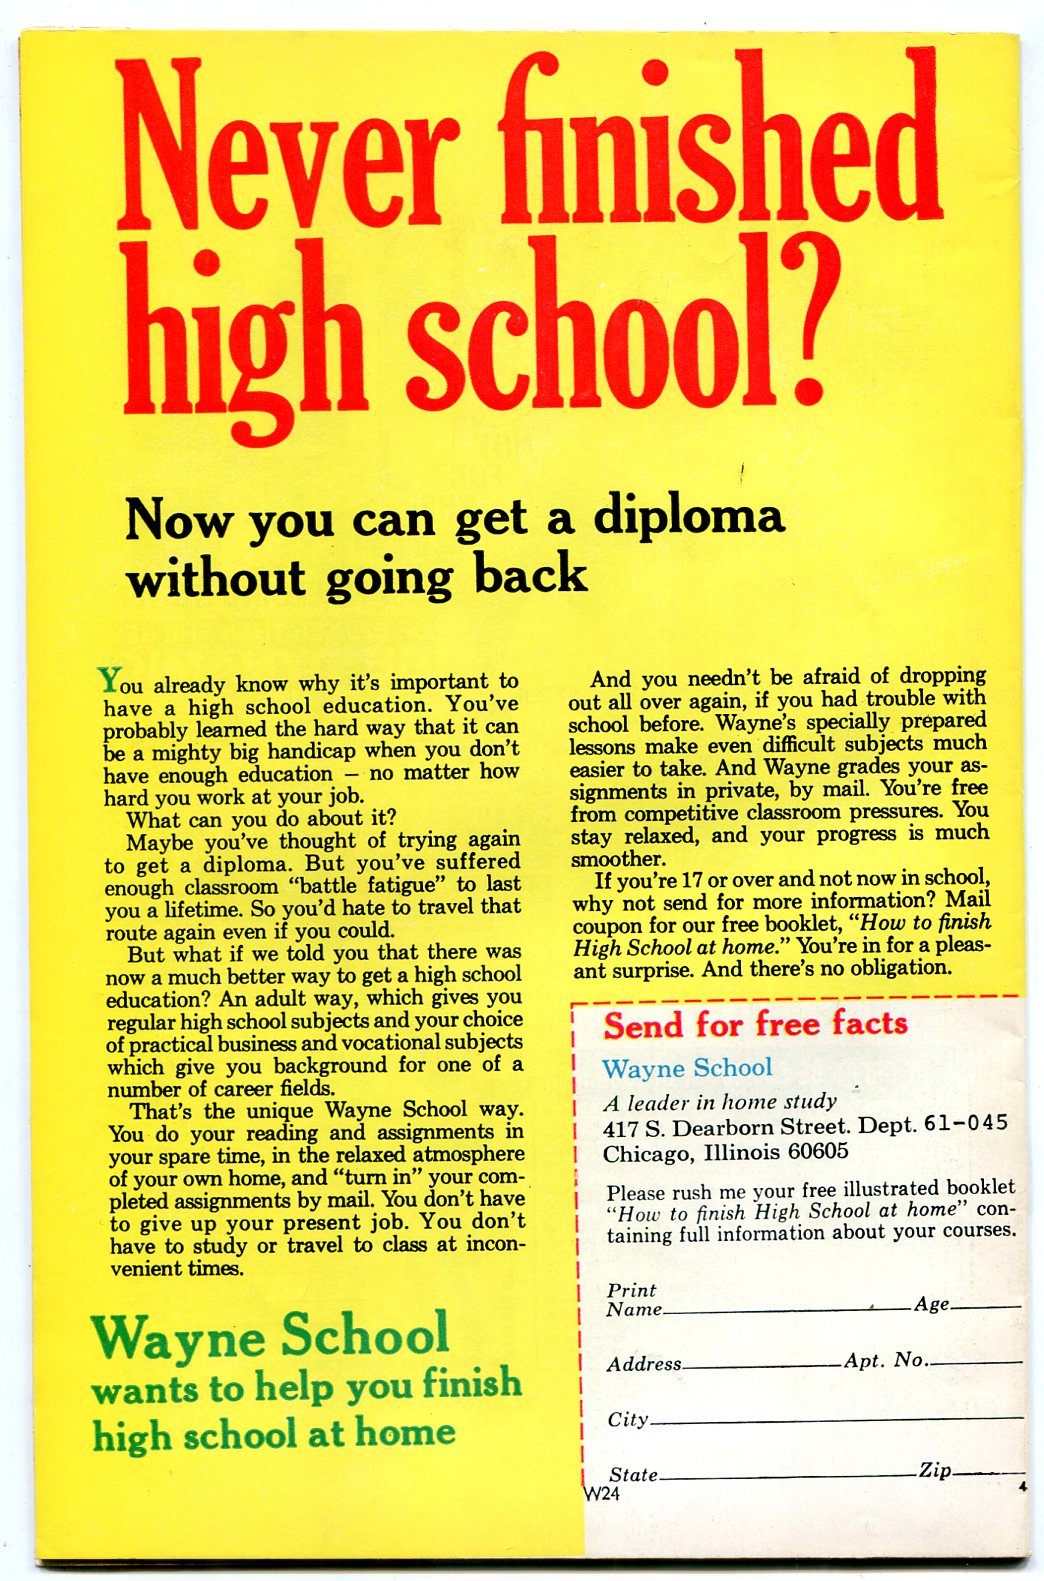 Never finished
high school?
Now you can get a diploma
without going back
You already know why it's important to
have a high school education. You've
probably learned the hard way that it can
be a mighty big handicap when you don't
have enough education — no matter how
hard you work at your job.
What can you do about it?
Maybe you've thought of trying again
to get a diploma. But you've suffered
enough classroom “battle fatigue” to last
you a lifetime. So you'd hate to travel that
route again even if you could.
But what if we told you that there was
now a much better way to get a high school
education? An adult way, which gives you
regular high school subjects and your choice
of practical business and vocational subjects
which give you background for one of a
number of career fields.
That's the unique Wayne School way.
You do your reading and assignments in
your spare time, in the relaxed atmosphere
of your own home, and “turn in” your com-
pleted assignments by mail. You don't have
to give up your present job. You don't
have to study or travel to class at incon-
venient times.
Wayne School
wants to help you finish
high school at home
And you needn't be afraid of dropping
out all over again, if you had trouble with
school before. Wayne's specially prepared
lessons make even difficult subjects much
easier to take. And Wayne grades your as-
signments in private, by mail. You're free
from competitive classroom pressures. You
stay relaxed, and your progress is much
smoother.
If you're 17 or over and not now in school,
why not send for more information? Mail
coupon for our free booklet, “How to finish
High School at home.” You're in for a pleas-
ant surprise. And there's no obligation.
Send for free facts
Wayne School
A leader in home study
417 S. Dearborn Street. Dept. 61-045
Chicago, Illinois 60605
Please rush me your free illustrated booklet
“How to finish High School at home” con-
taining full information about your courses.
Print
Name Age
Address Apt. No.
City
State Zip
W24 4